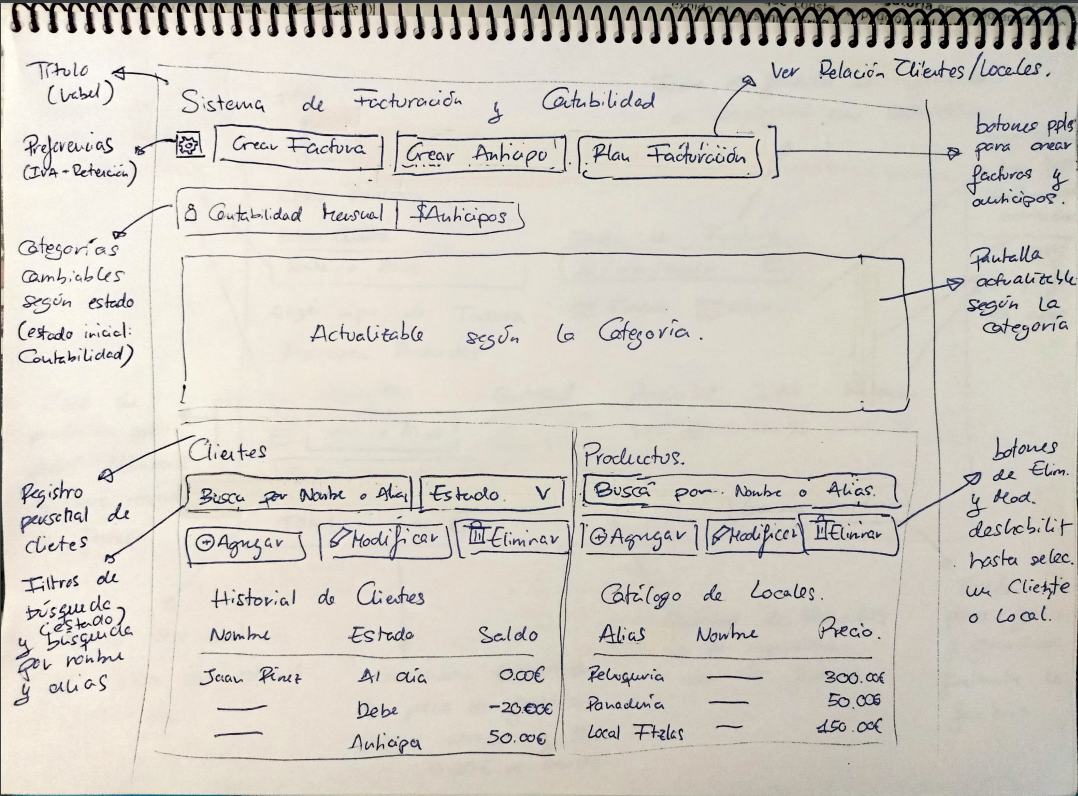 Título
(Label)
Ver Relación Clientes/Locales.
Sistema de Facturación y Contabilidad
Preferencias
(IVA-Retención)
Crear Factura
Crear Anticipo
Plan Facturación
botones ppls
para crear
facturas y
anticipos.
Contabilidad Mensual
$Anticipos
Categorías
cambiables
según estado
(estado inicial:
Contabilidad)
Pantalla
actualizable
según la
categoría
Actualizable según la Categoría.
Clientes
Busca por Nombre o Alias
Estado. V
Agregar
Modificar
Eliminar
Historial de Clientes
Nombre Estado Saldo
Juan Pérez Al día 0.00€
Debe -20.00€
Anticipa 50.00€
Productos.
Busca por... Nombre o Alias.
Agregar
Modificar
Eliminar
Catálogo de Locales.
Alias Nombre Precio.
Peluquria 300.00€
Panadería 50.00€
Local 150.00€
Registro
de
Filtros de
búsqueda
(estado)
y búsqueda
por nombre
y alias
botones
de Elim.
y Mod.
deshabilit
hasta selec.
un Cliente
o Local.